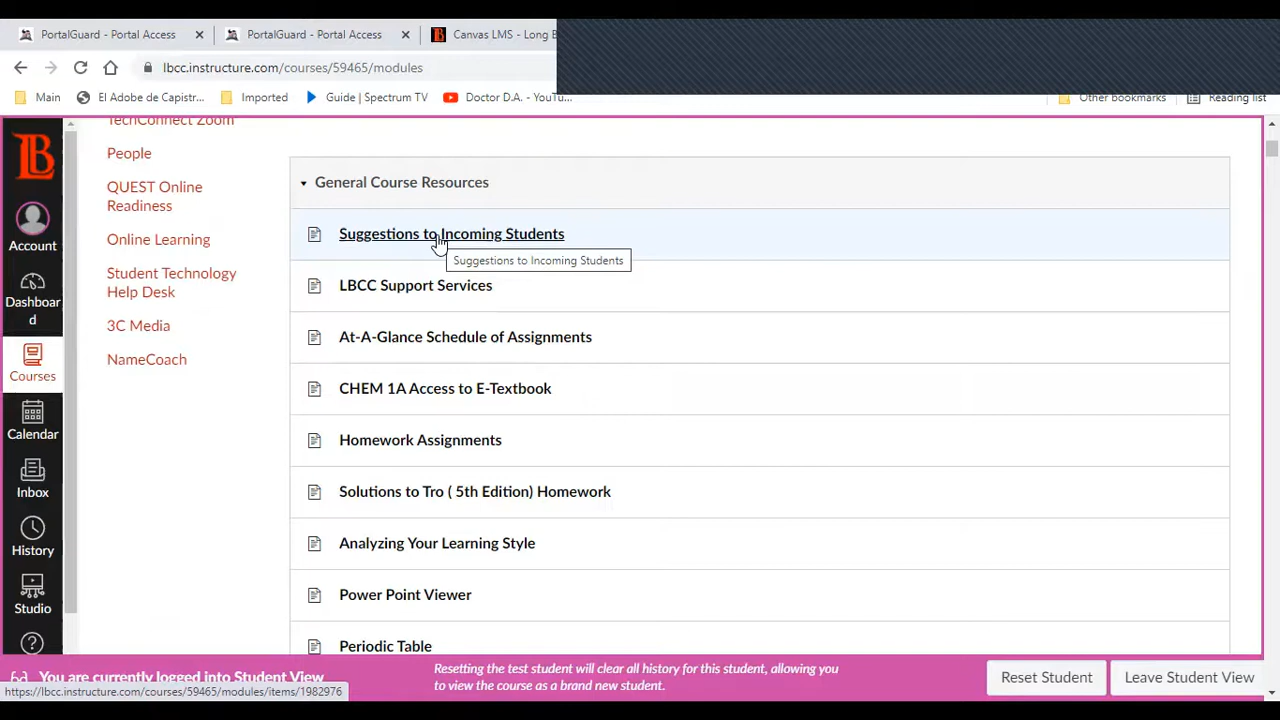 PortalGuard - Portal Access
PortalGuard - Portal Access
Canvas LMS - Long B
lbcc.instructure.com/courses/59465/modules
Main
El Adobe de Capistr...
Imported
Guide | Spectrum TV
Doctor D.A. - YouTu...
Other bookmarks
Reading list
LB
Account
Dashboar
d
Courses
Calendar
Inbox
History
Studio
TechConnect Zoom
People
QUEST Online
Readiness
Online Learning
Student Technology
Help Desk
3C Media
NameCoach
General Course Resources
Suggestions to Incoming Students
Suggestions to Incoming Students
LBCC Support Services
At-A-Glance Schedule of Assignments
CHEM 1A Access to E-Textbook
Homework Assignments
Solutions to Tro ( 5th Edition) Homework
Analyzing Your Learning Style
Power Point Viewer
Periodic Table
You are currently logged into Student View
Resetting the test student will clear all history for this student, allowing you
to view the course as a brand new student.
Reset Student
Leave Student View
https://lbcc.instructure.com/courses/59465/modules/items/1982976